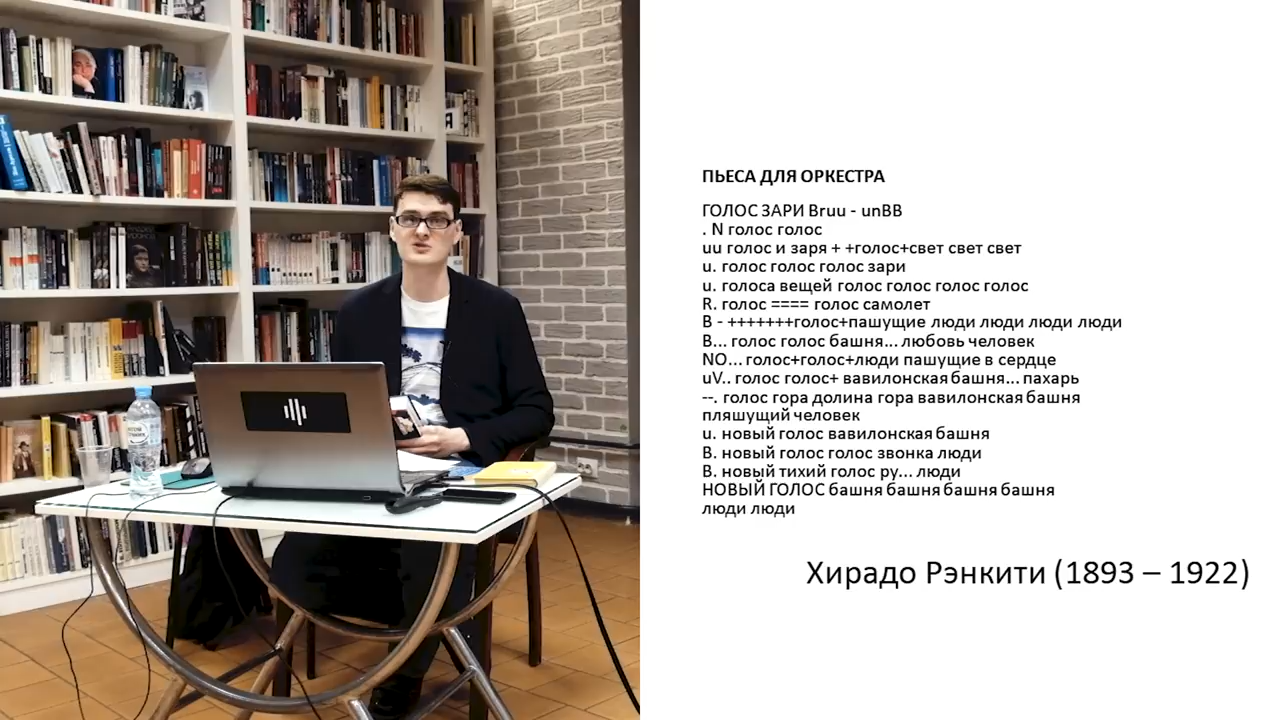 ПЬЕСА ДЛЯ ОРКЕСТРА
ГОЛОС ЗАРИ Bruu - unBB
. N голос голос
uu голос и заря + +голос+свет свет свет
u. голос голос голос зари
u. голоса вещей голос голос голос голос
R. голос ==== голос самолет
B - +++++++голос+пашущие люди люди люди люди
B... голос голос башня... любовь человек
NO... голос+голос+люди пашущие в сердце
uV.. голос голос+ вавилонская башня... пахарь
--. голос гора долина гора вавилонская башня
пляшущий человек
u. новый голос вавилонская башня
B. новый голос голос звонка люди
B. новый тихий голос ру... люди
НОВЫЙ ГОЛОС башня башня башня башня
люди люди
Хирадо Рэнкити (1893 – 1922)